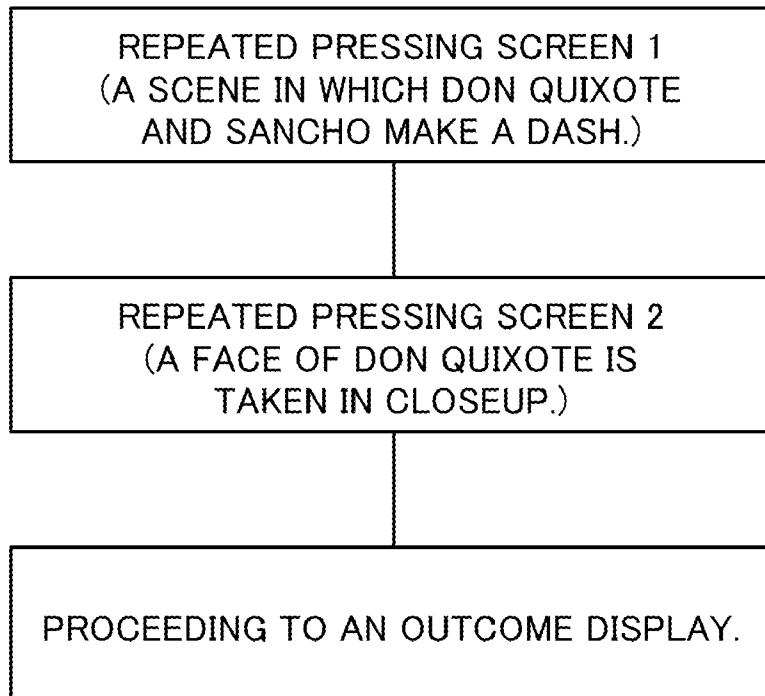 REPEATED PRESSING SCREEN 1
(A SCENE IN WHICH DON QUIXOTE
AND SANCHO MAKE A DASH.)
REPEATED PRESSING SCREEN 2
(A FACE OF DON QUIXOTE IS
TAKEN IN CLOSEUP.)
PROCEEDING TO AN OUTCOME DISPLAY.